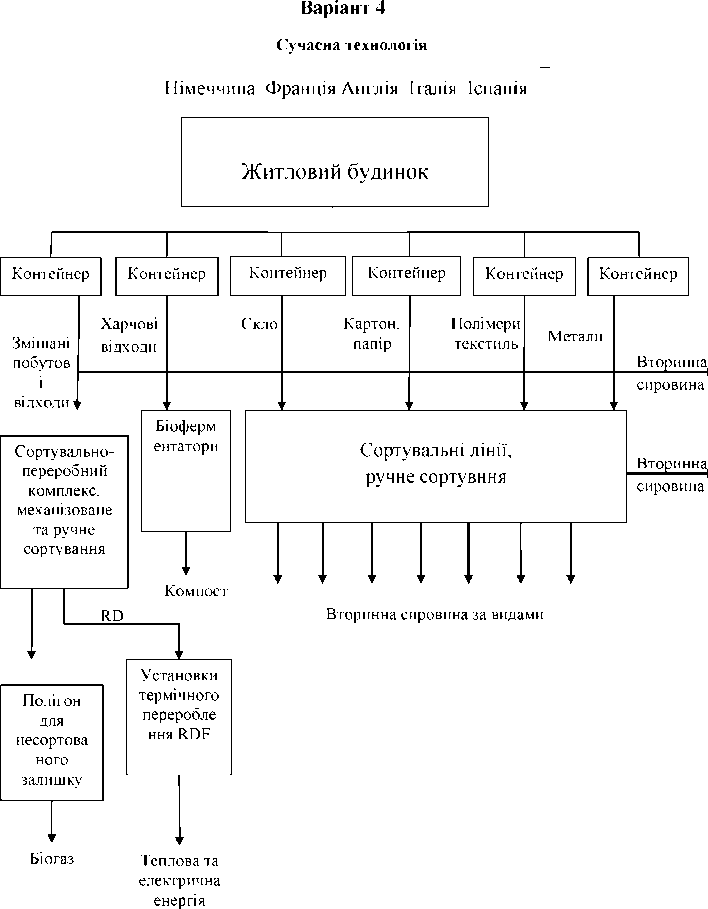 Варіант 4
Сучасна технологія
Німеччина Франція Англія Італія Іспанія
Житловий будинок
Контейнер
Контейнер
Контейнер
Контейнер
Контейнер
Контейнер
Змішані
побутов
і
відходи
Харчові
відходи
Скло
Картон,
папір
Полімери
текстиль
Метали
Вторинна
сировина
Сортувально-
переробний
комплекс,
механізоване
та ручне
сортування
Біоферм
ентатори
Сортувальні лінії,
ручне сортувння
Вторинна
сировина
Компост
Вторинна сировина за видами
RD
Полігон
для
несортова
ного
залишку
Установки
термічного
переробле
ння RDF
Біогаз
Теплова та
електрична
енергія